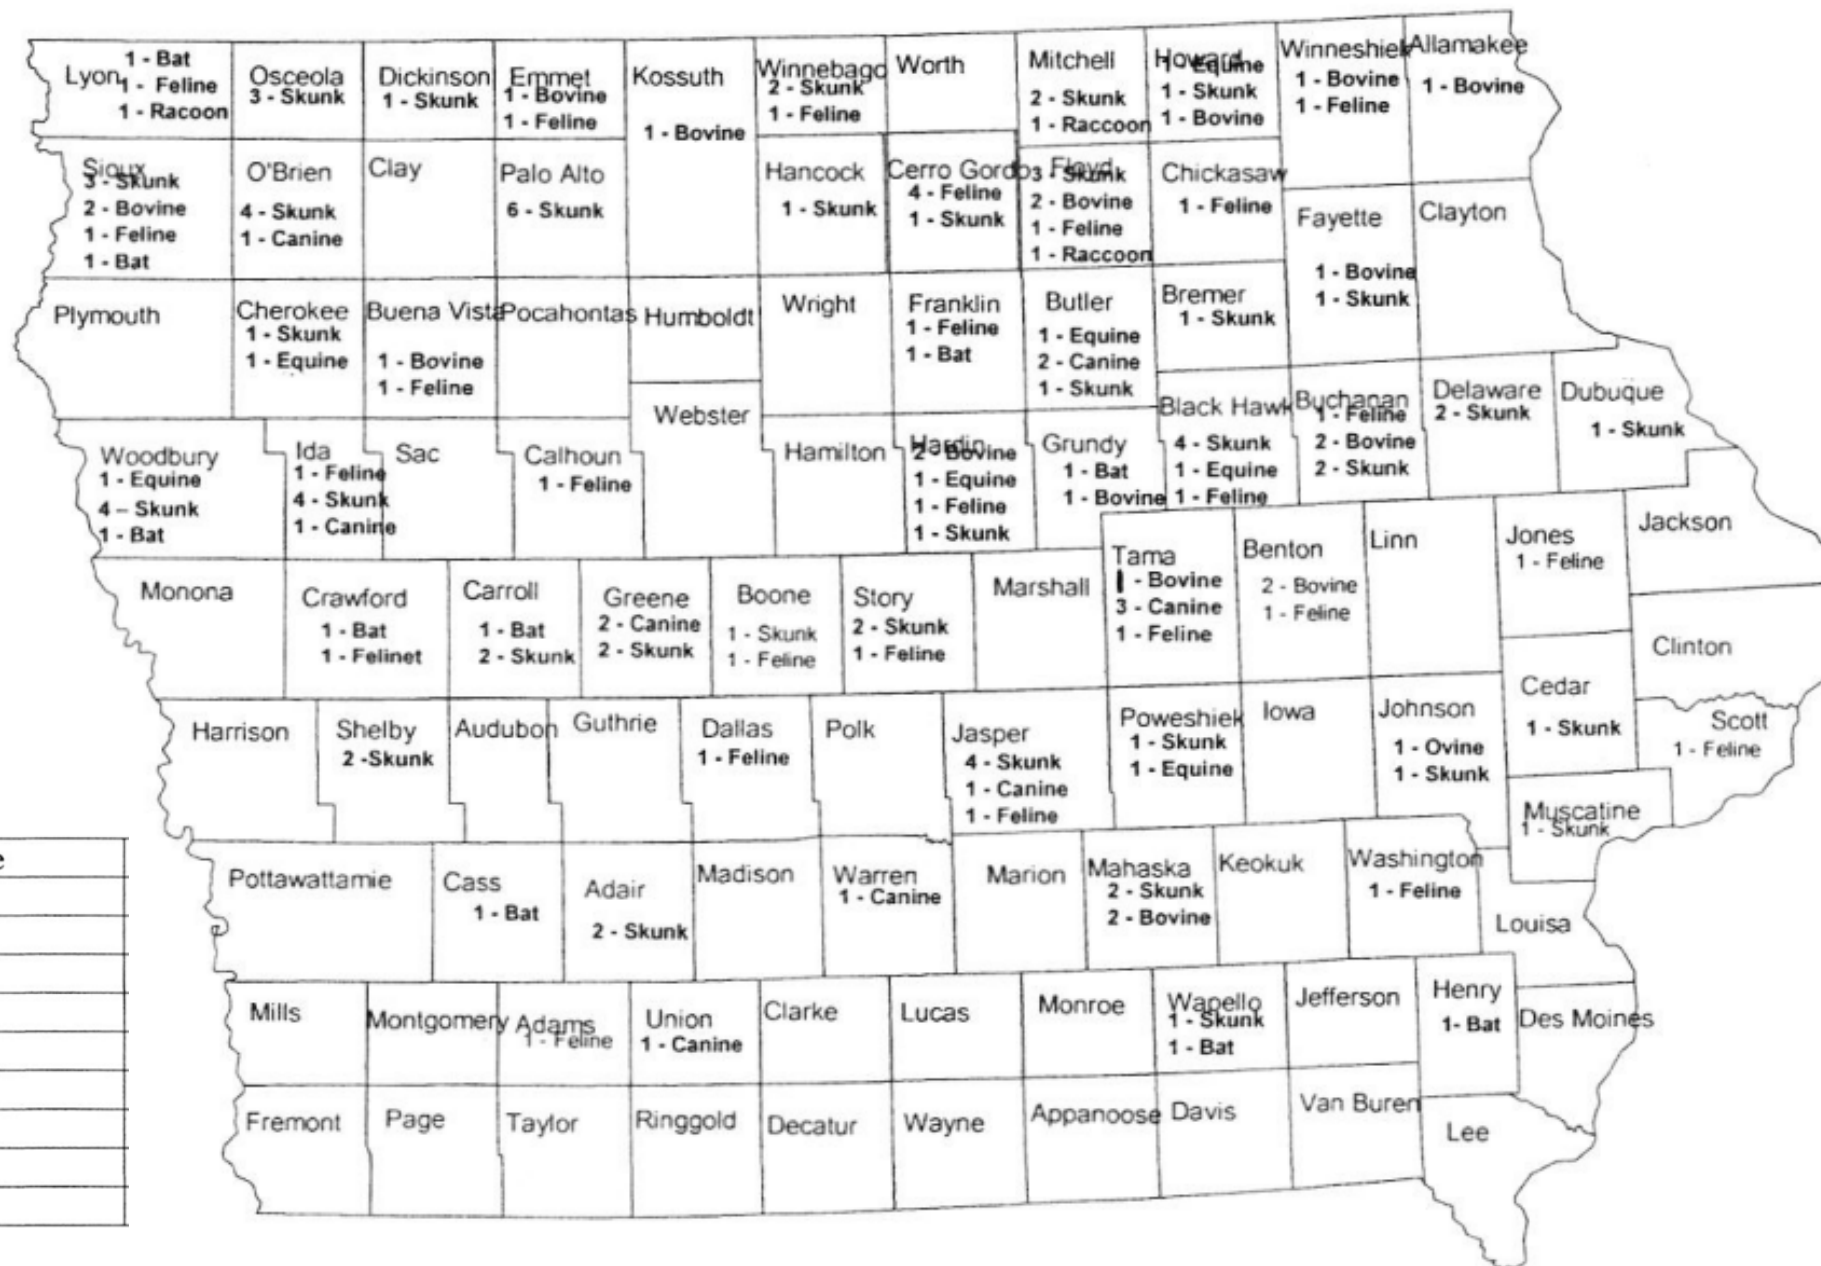 Lyon
1 - Bat
1 - Feline
1 - Racoon
Osceola
3 - Skunk
Dickinson
1 - Skunk
Emmet
1 - Bovine
1 - Feline
Kossuth
1 - Bovine
Winnebago
2 - Skunk
1 - Feline
Worth
Mitchell
2 - Skunk
1 - Raccoon
Howard
1 - Equine
1 - Skunk
1 - Bovine
Winneshiek
1 - Bovine
1 - Feline
Allamakee
1 - Bovine
Sioux
3 - Skunk
2 - Bovine
1 - Feline
1 - Bat
O'Brien
4 - Skunk
1 - Canine
Clay
Palo Alto
6 - Skunk
Hancock
1 - Skunk
Cerro Gordo
4 - Feline
1 - Skunk
Floyd
3 - Skunk
2 - Bovine
1 - Feline
1 - Raccoon
Chickasaw
1 - Feline
Fayette
1 - Bovine
1 - Skunk
Clayton
Plymouth
Cherokee
1 - Skunk
1 - Equine
Buena Vista
1 - Bovine
1 - Feline
Pocahontas
Humboldt
Wright
Franklin
1 - Feline
1 - Bat
Butler
1 - Equine
2 - Canine
1 - Skunk
Bremer
1 - Skunk
Woodbury
1 - Equine
4 – Skunk
1 - Bat
Ida
1 - Feline
4 - Skunk
1 - Canine
Sac
Calhoun
1 - Feline
Webster
Hamilton
Hardin
2 - Bovine
1 - Equine
1 - Feline
1 - Skunk
Grundy
1 - Bat
1 - Bovine
Black Hawk
4 - Skunk
1 - Equine
1 - Feline
Buchanan
1 - Feline
2 - Bovine
2 - Skunk
Delaware
2 - Skunk
Dubuque
1 - Skunk
Monona
Crawford
1 - Bat
1 - Felinet
Carroll
1 - Bat
2 - Skunk
Greene
2 - Canine
2 - Skunk
Boone
1 - Skunk
1 - Feline
Story
2 - Skunk
1 - Feline
Marshall
Tama
1 - Bovine
3 - Canine
1 - Feline
Benton
2 - Bovine
1 - Feline
Linn
Jones
1 - Feline
Jackson
Clinton
Harrison
Shelby
2 -Skunk
Audubon
Guthrie
Dallas
1 - Feline
Polk
Jasper
4 - Skunk
1 - Canine
1 - Feline
Poweshiek
1 - Skunk
1 - Equine
Iowa
Johnson
1 - Ovine
1 - Skunk
Cedar
1 - Skunk
Scott
1 - Feline
Muscatine
1 - Skunk
e
Pottawattamie
Cass
1 - Bat
Adair
2 - Skunk
Madison
Warren
1 - Canine
Marion
Mahaska
2 - Skunk
2 - Bovine
Keokuk
Washington
1 - Feline
Louisa
Mills
Montgomery
Adams
1 - Feline
Union
1 - Canine
Clarke
Lucas
Monroe
Wapello
1 - Skunk
1 - Bat
Jefferson
Henry
1- Bat
Des Moines
Fremont
Page
Taylor
Ringgold
Decatur
Wayne
Appanoose
Davis
Van Buren
Lee